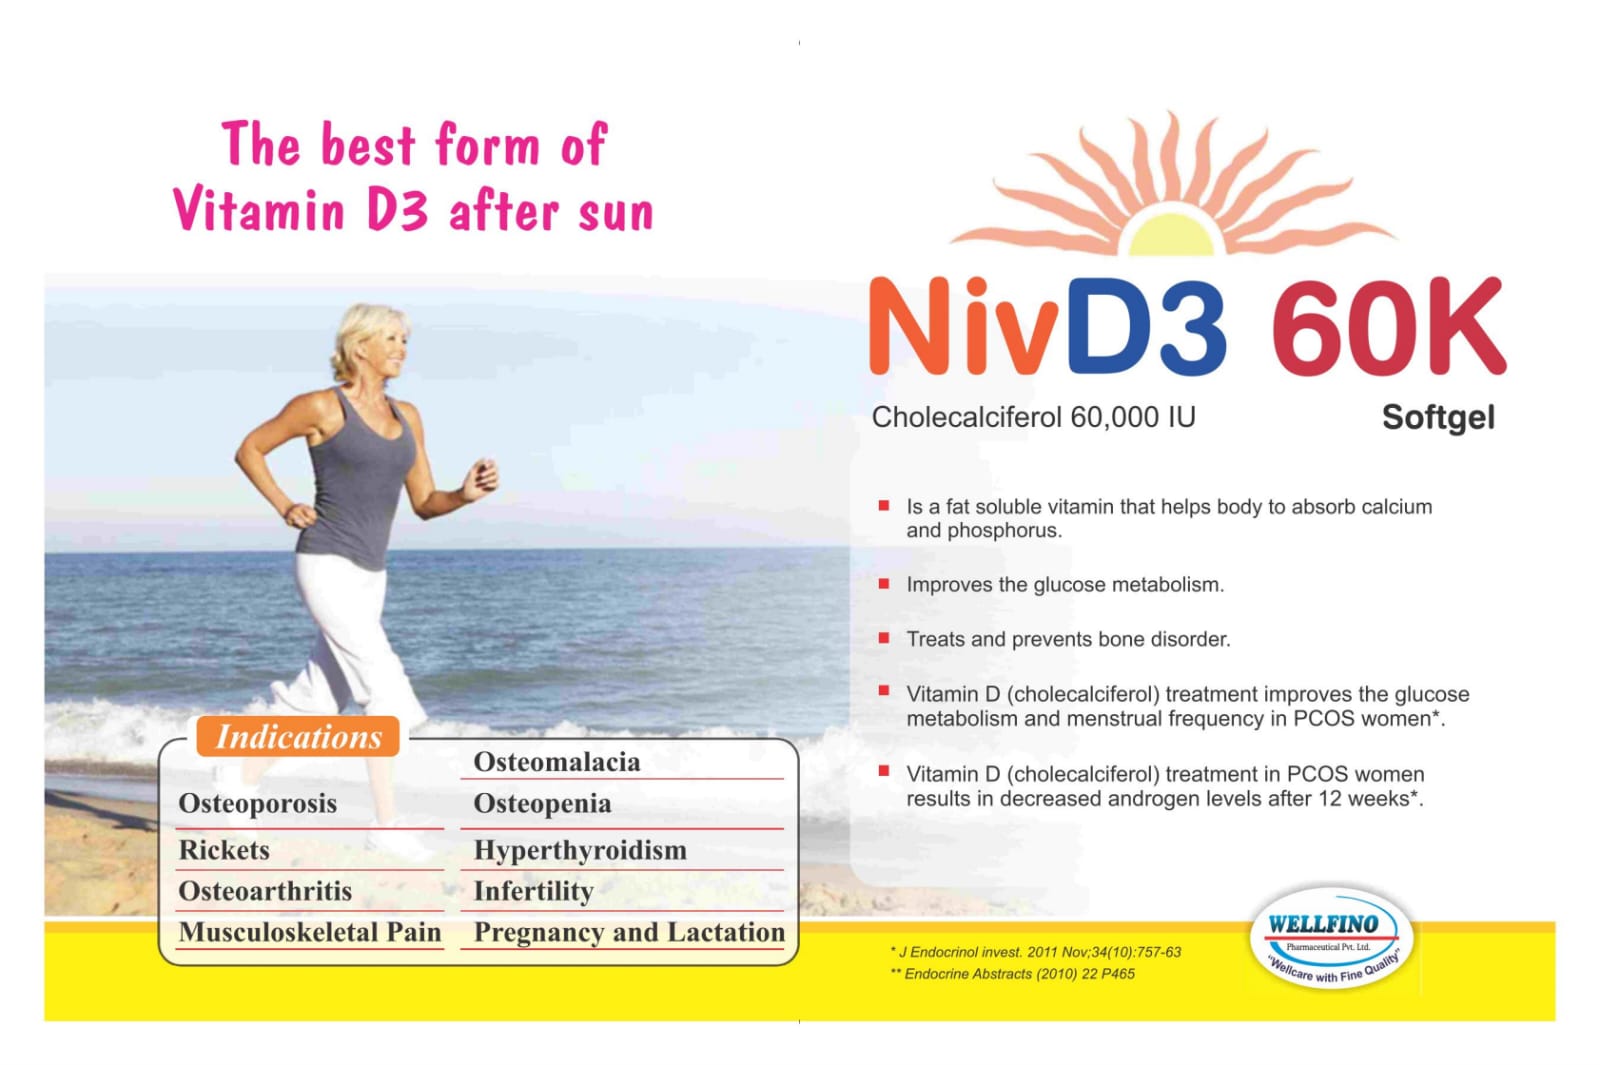 The best form of
Vitamin D3 after sun
Indications
Osteoporosis
Rickets
Osteoarthritis
Musculoskeletal Pain
Osteomalacia
Osteopenia
Hyperthyroidism
Infertility
Pregnancy and Lactation
NivD3 60K
Cholecalciferol 60,000 IU
Softgel
Is a fat soluble vitamin that helps body to absorb calcium
and phosphorus.
Improves the glucose metabolism.
Treats and prevents bone disorder.
Vitamin D (cholecalciferol) treatment improves the glucose
metabolism and menstrual frequency in PCOS women*.
Vitamin D (cholecalciferol) treatment in PCOS women
results in decreased androgen levels after 12 weeks*.
* J Endocrinol invest. 2011 Nov;34(10):757-63
** Endocrine Abstracts (2010) 22 P465
WELLFINO
Pharmaceutical Pvt. Ltd.
"Wellcare with Fine Quality"